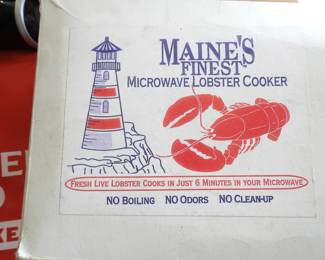 MAINE'S
FINEST™
MICROWAVE LOBSTER COOKER
FRESH LIVE LOBSTER COOKS IN JUST 6 MINUTES IN YOUR MICROWAVE
NO BOILING NO ODORS NO CLEAN-UP